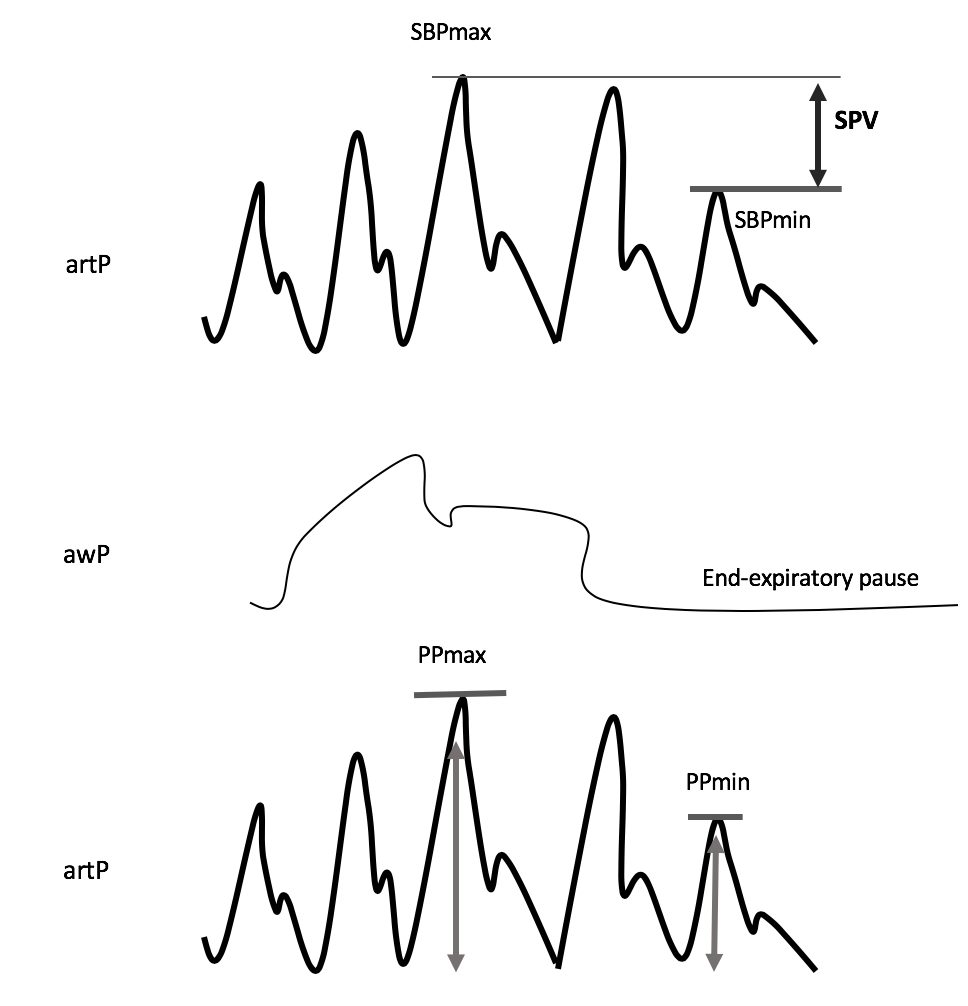 SBPmax
SPV
SBPmin
artP
awP
End-expiratory pause
PPmax
PPmin
artP